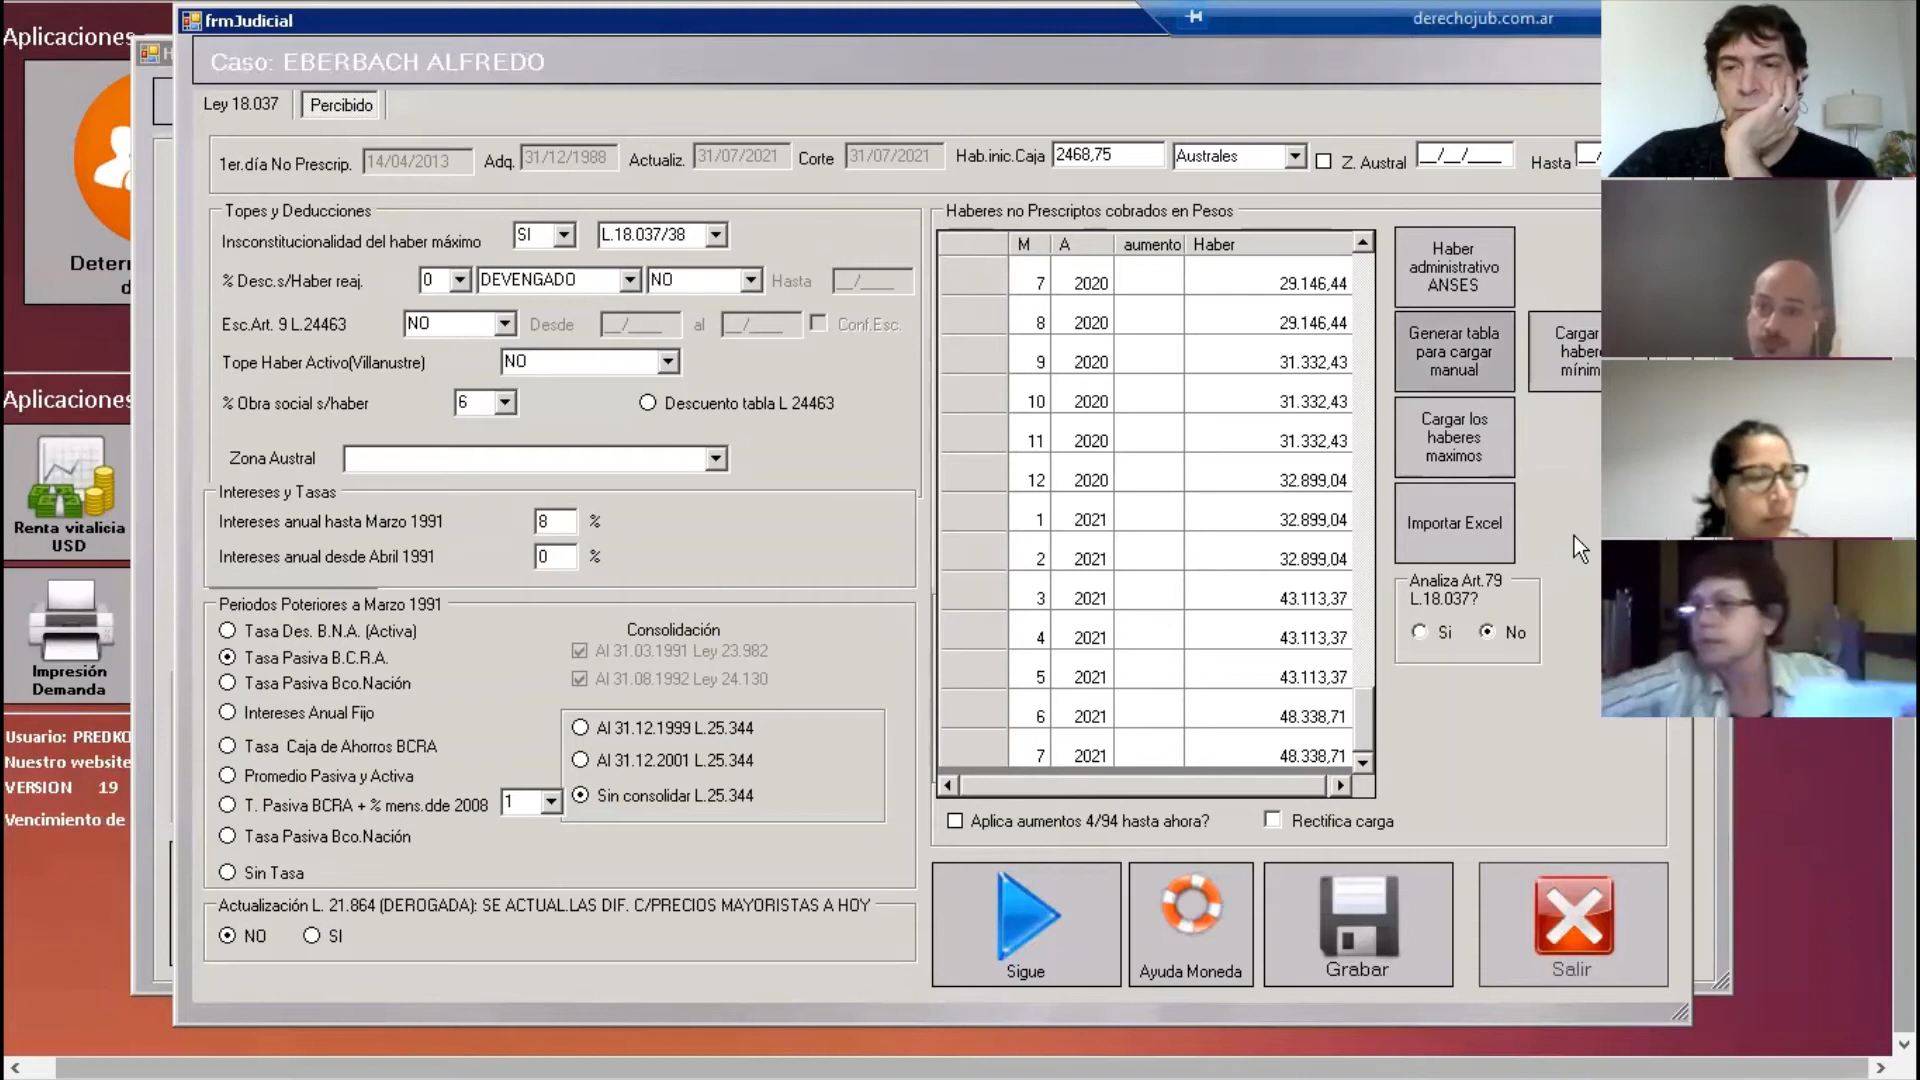 frmJudicial
derechojub.com.ar
Aplicaciones
Caso: EBERBACH ALFREDO
Ley 18.037
Percibido
1er.día No Prescrip. 14/04/2013 Adq. 31/12/1988 Actualiz. 31/07/2021 Corte 31/07/2021 Hab.inic.Caja 2468,75 Australes Z. Austral __/__/____ Hasta
Topes y Deducciones
Insconstitucionalidad del haber máximo SI L.18.037/38
% Desc.s/Haber reaj. 0 DEVENGADO NO Hasta __/____
Esc.Art. 9 L.24463 NO Desde __/____ al __/____ Conf.Esc.
Tope Haber Activo(Villanustre) NO
% Obra social s/haber 6 Descuento tabla L 24463
Zona Austral
Intereses y Tasas
Intereses anual hasta Marzo 1991 8 %
Intereses anual desde Abril 1991 0 %
Periodos Poteriores a Marzo 1991
Tasa Des. B.N.A. (Activa)
Tasa Pasiva B.C.R.A.
Tasa Pasiva Bco.Nación
Intereses Anual Fijo
Tasa Caja de Ahorros BCRA
Promedio Pasiva y Activa
T. Pasiva BCRA + % mens.dde 2008 1
Tasa Pasiva Bco.Nación
Sin Tasa
Consolidación
Al 31.03.1991 Ley 23.982
Al 31.08.1992 Ley 24.130
Al 31.12.1999 L.25.344
Al 31.12.2001 L.25.344
Sin consolidar L.25.344
Actualización L. 21.864 (DEROGADA): SE ACTUAL.LAS DIF. C/PRECIOS MAYORISTAS A HOY
NO SI
Haberes no Prescriptos cobrados en Pesos
M A aumento Haber
7 2020 29.146,44
8 2020 29.146,44
9 2020 31.332,43
10 2020 31.332,43
11 2020 31.332,43
12 2020 32.899,04
1 2021 32.899,04
2 2021 32.899,04
3 2021 43.113,37
4 2021 43.113,37
5 2021 43.113,37
6 2021 48.338,71
7 2021 48.338,71
Haber
administrativo
ANSES
Generar tabla
para cargar
manual
Cargar
haber
mínim
Cargar los
haberes
maximos
Importar Excel
Analiza Art.79
L.18.037?
Si No
Aplica aumentos 4/94 hasta ahora? Rectifica carga
Sigue
Ayuda Moneda
Grabar
Salir
Deter
d
Aplicaciones
Renta vitalicia
USD
Impresión
Demanda
Usuario: PREDKO
Nuestro website
VERSION 19
Vencimiento de